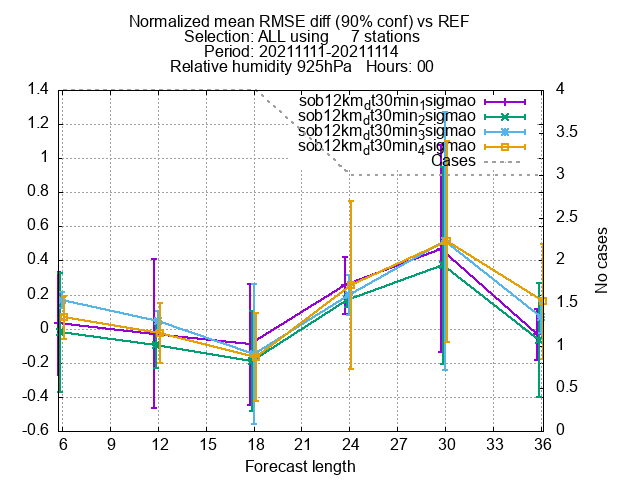 Normalized mean RMSE diff (90% conf) vs REF
Selection: ALL using 7 stations
Period: 20211111-20211114
Relative humidity 925hPa Hours: 00
sob12km_dt30min_1sigmao
sob12km_dt30min_2sigmao
sob12km_dt30min_3sigmao
sob12km_dt30min_4sigmao
Cases
1.4
1.2
1
0.8
0.6
0.4
0.2
0
-0.2
-0.4
-0.6
4
3.5
3
2.5
2
1.5
1
0.5
0
No cases
6 9 12 15 18 21 24 27 30 33 36
Forecast length